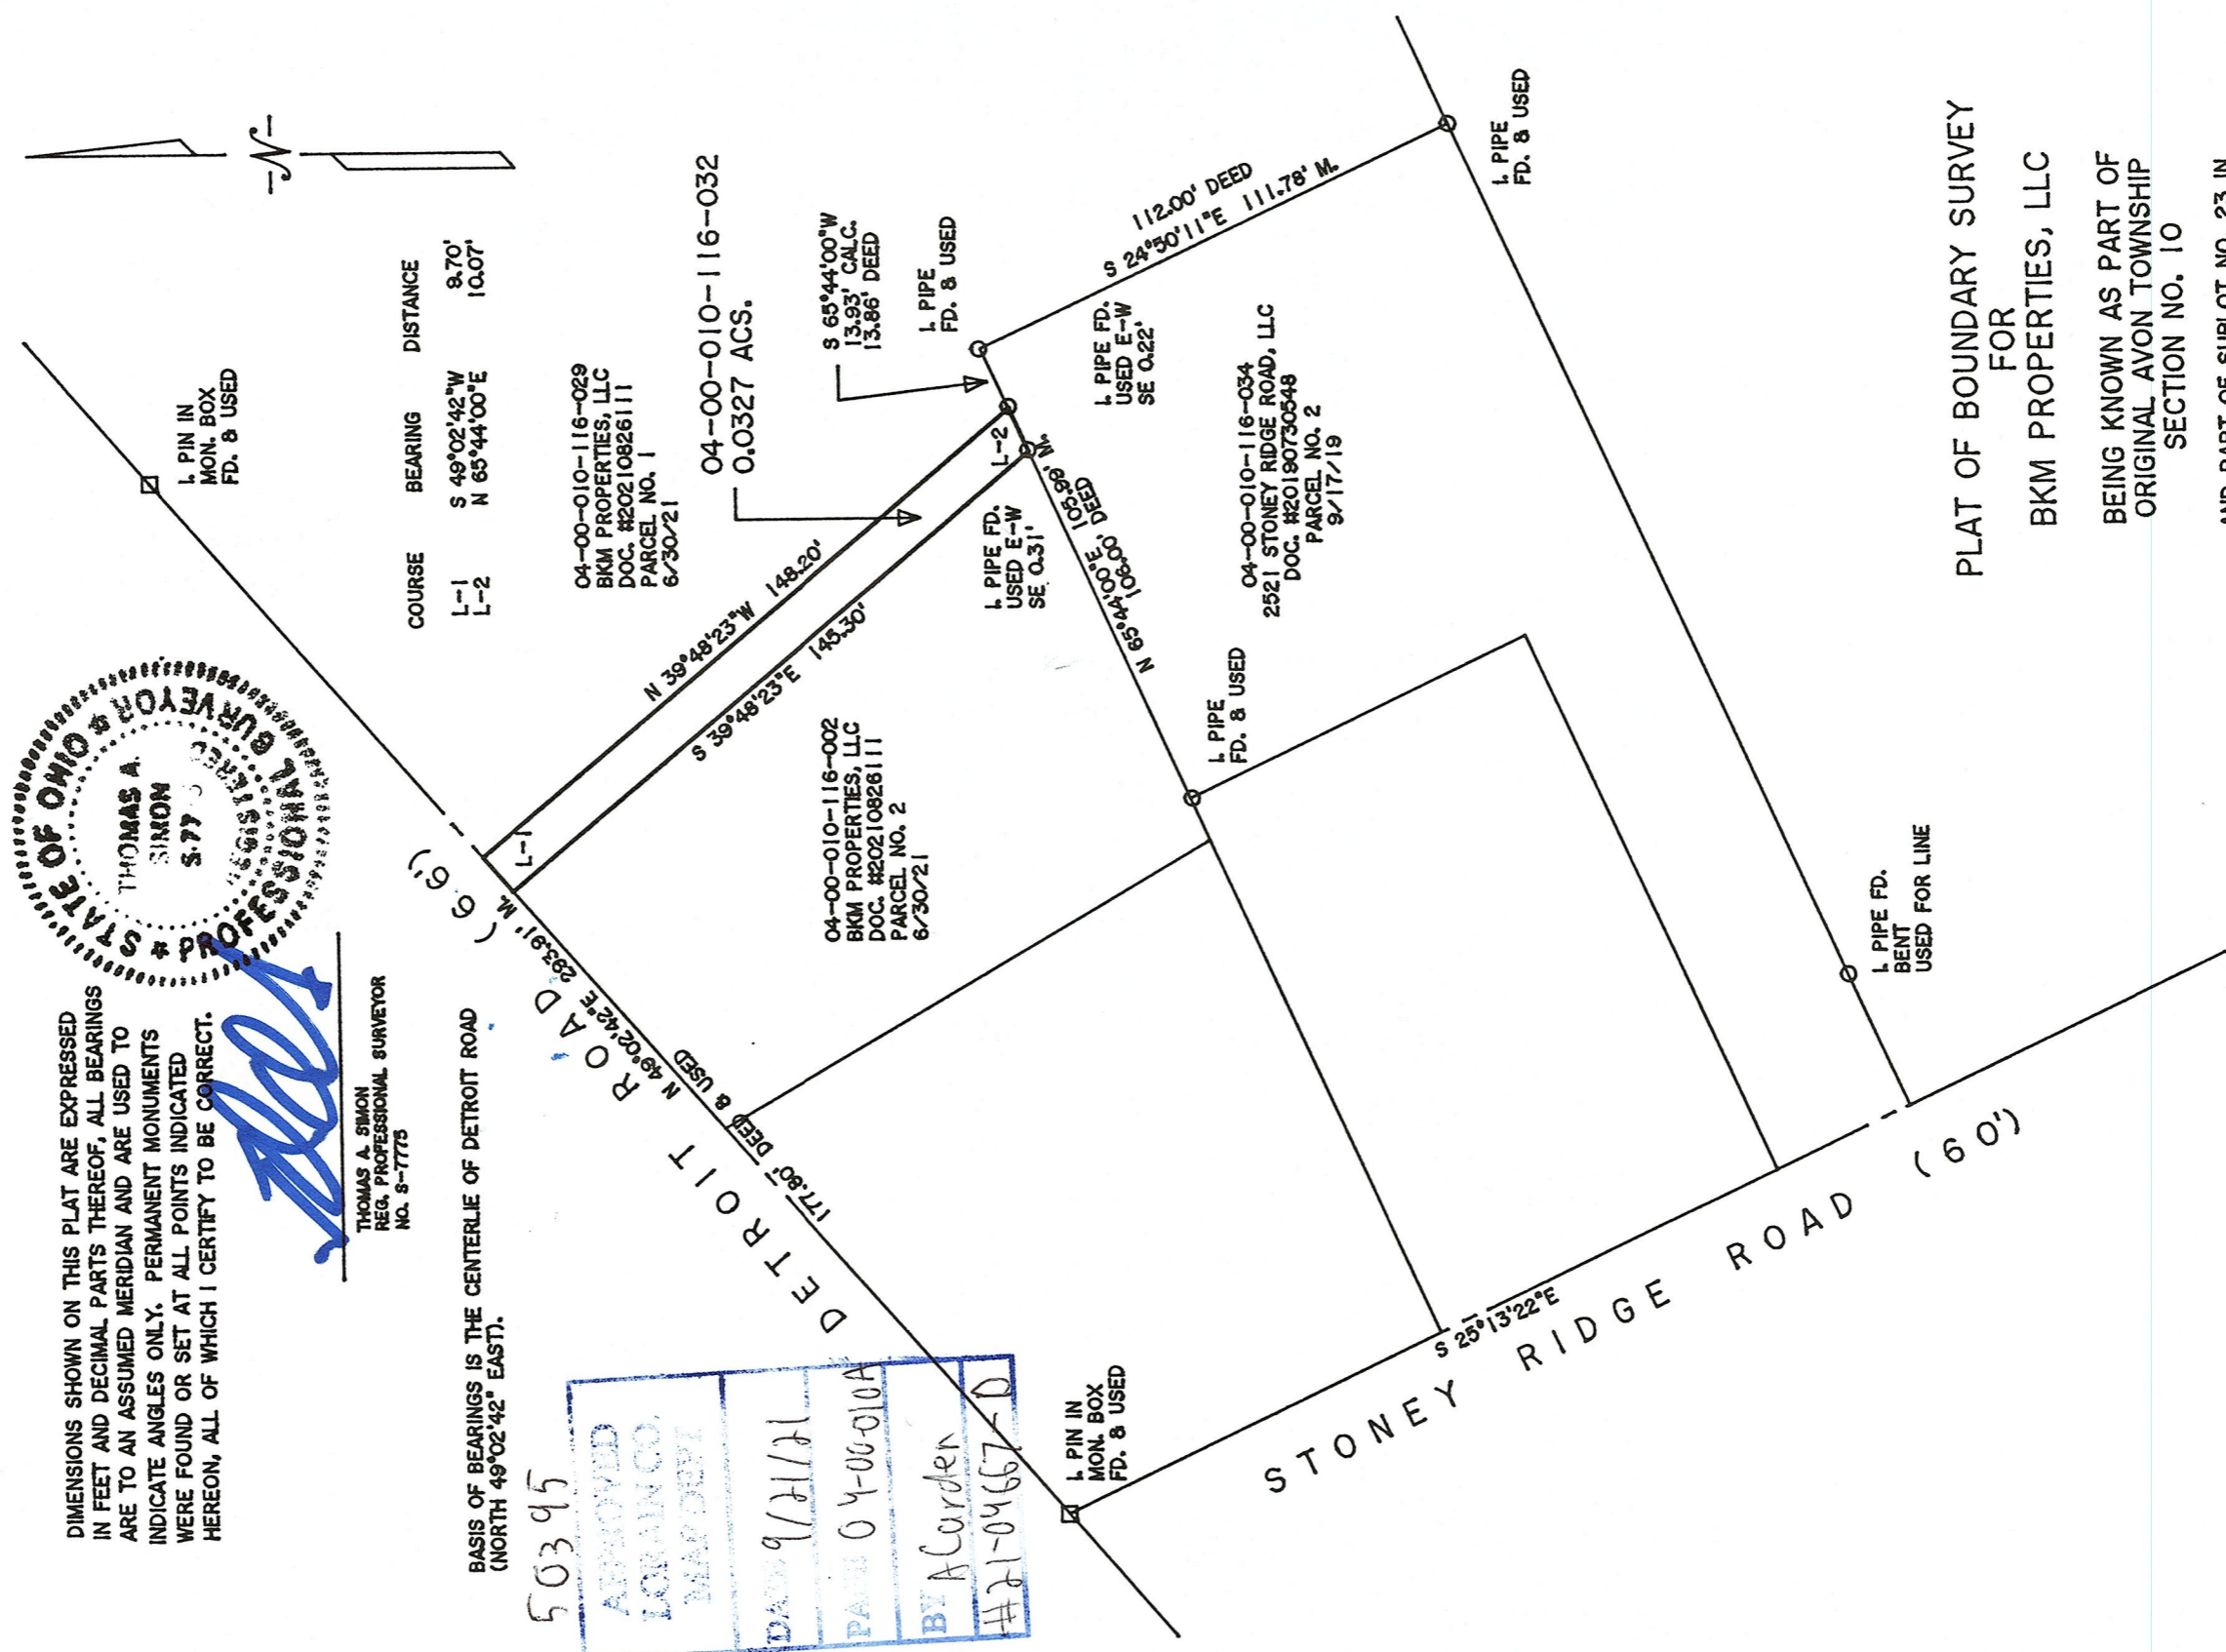 DIMENSIONS SHOWN ON THIS PLAT ARE EXPRESSED
IN FEET AND DECIMAL PARTS THEREOF, ALL BEARINGS
ARE TO AN ASSUMED MERIDIAN AND ARE USED TO
INDICATE ANGLES ONLY. PERMANENT MONUMENTS
WERE FOUND OR SET AT ALL POINTS INDICATED
HEREON, ALL OF WHICH I CERTIFY TO BE CORRECT.
THOMAS A. SIMON
REG. PROFESSIONAL SURVEYOR
NO. S-7775
STATE OF OHIO
THOMAS A.
SIMON
S-77
REGISTERED
PROFESSIONAL SURVEYOR
BASIS OF BEARINGS IS THE CENTERLIE OF DETROIT ROAD
(NORTH 49°02'42" EAST).
50395
APPROVED
LORAIN CO.
MAP DEPT
DATE 9/21/21
PAGE 04-00-010A
BY ACarden
#21-04667-D
COURSE BEARING DISTANCE
L-1 S 49°02'42"W 9.70'
L-2 N 65°44'00"E 10.07'
-N-
I. PIN IN
MON. BOX
FD. & USED
DETROIT ROAD (66')
N 49°02'42"E 293.91' M.
177.80' DEED & USED
L-1
N 39°48'23"W 148.20'
S 39°48'23"E 145.30'
04-00-010-116-029
BKM PROPERTIES, LLC
DOC. #20210826111
PARCEL NO. 1
6/30/21
04-00-010-116-032
0.0327 ACS.
S 65°44'00"W
13.93' CALC.
13.86' DEED
I. PIPE
FD. & USED
04-00-010-116-002
BKM PROPERTIES, LLC
DOC. #20210826111
PARCEL NO. 2
6/30/21
I. PIPE FD.
USED E-W
SE 0.31'
L-2
I. PIPE FD.
USED E-W
SE 0.22'
112.00' DEED
S 24°50'11"E 111.78' M.
N 65°44'00"E 105.99' M.
106.00' DEED
04-00-010-116-034
2521 STONEY RIDGE ROAD, LLC
DOC. #20190730548
PARCEL NO. 2
9/17/19
I. PIPE
FD. & USED
I. PIPE
FD. & USED
I. PIN IN
MON. BOX
FD. & USED
S 25°13'22"E
STONEY RIDGE ROAD (60')
I. PIPE FD.
BENT
USED FOR LINE
PLAT OF BOUNDARY SURVEY
FOR
BKM PROPERTIES, LLC
BEING KNOWN AS PART OF
ORIGINAL AVON TOWNSHIP
SECTION NO. 10
AND PART OF SUBLOT NO. 23 IN